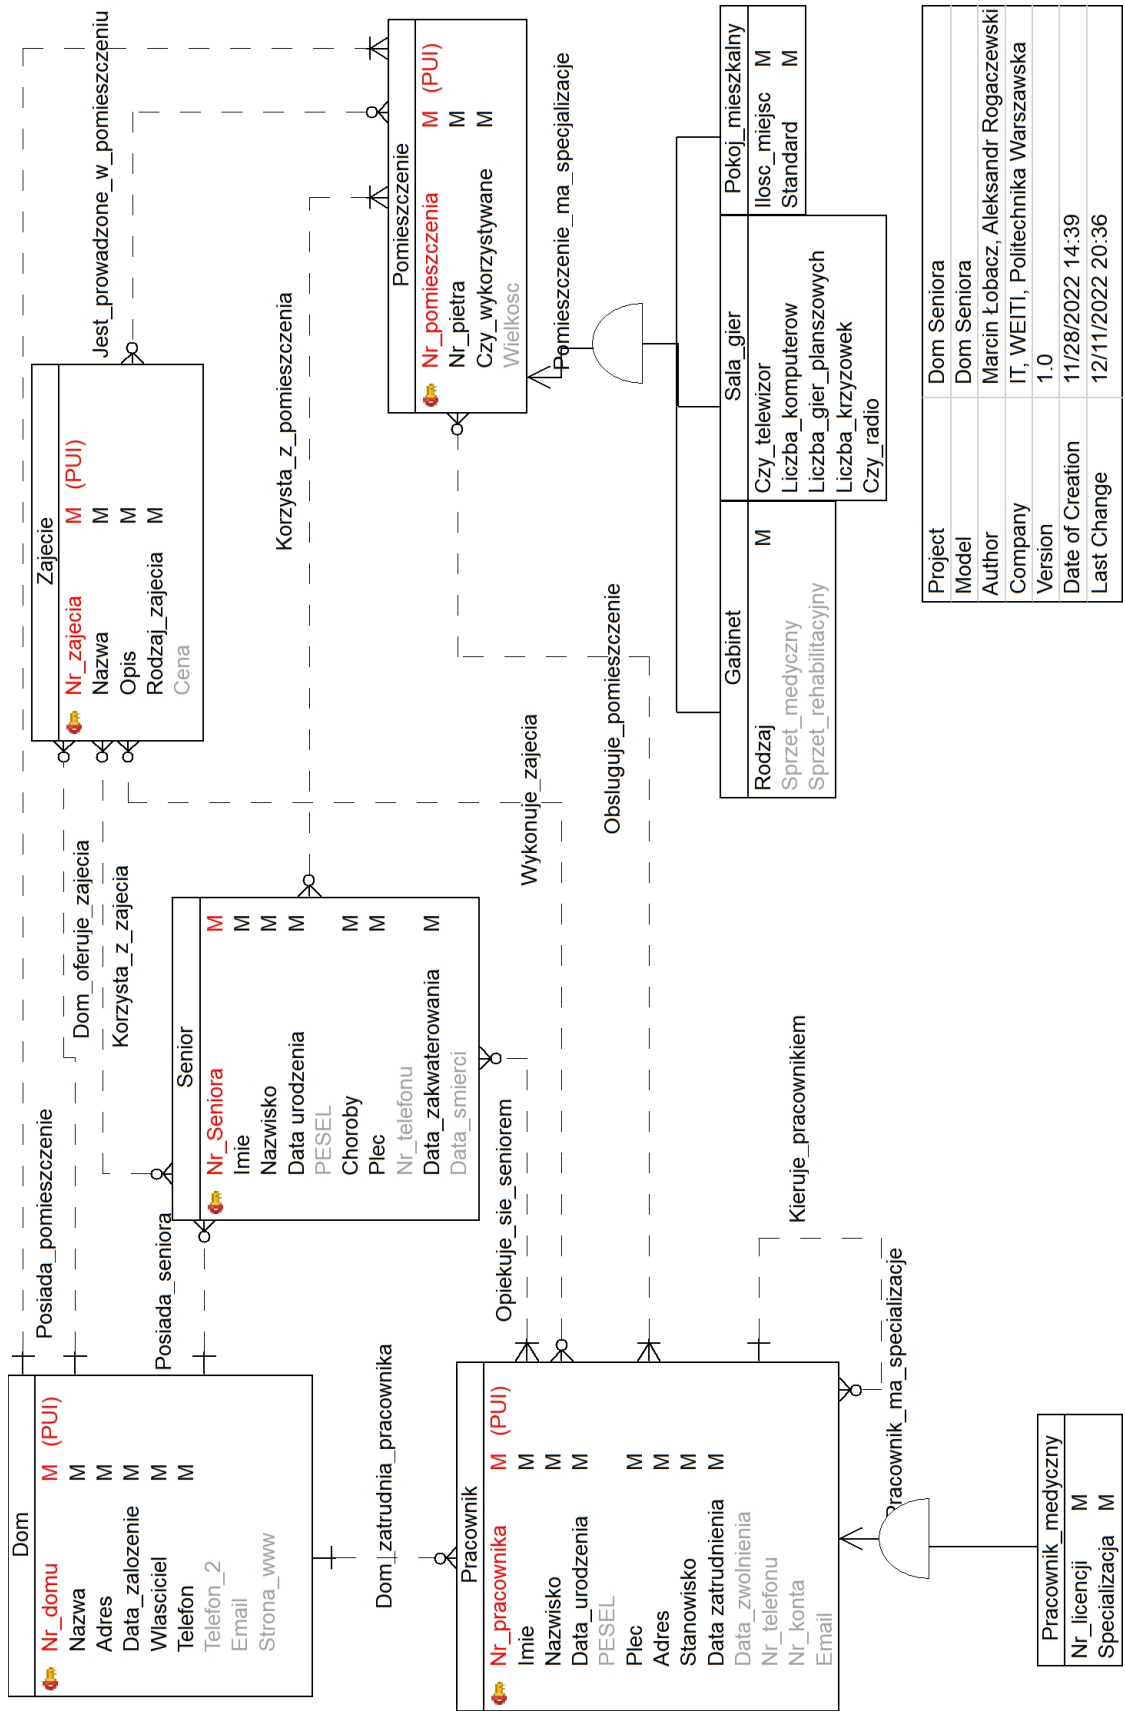 Dom
Nr_domu M (PUI)
Nazwa M
Adres M
Data_zalozenie M
Wlasciciel M
Telefon M
Telefon_2
Email
Strona_www
Posiada_pomieszczenie
Dom_oferuje_zajecia
Korzysta_z_zajecia
Posiada_seniora
Dom_zatrudnia_pracownika
Zajecie
Nr_zajecia M (PUI)
Nazwa M
Opis M
Rodzaj_zajecia M
Cena
Jest_prowadzone_w_pomieszczeniu
Senior
Nr_Seniora M
Imie M
Nazwisko M
Data urodzenia M
PESEL
Choroby M
Plec M
Nr_telefonu
Data_zakwaterowania M
Data_smierci
Korzysta_z_pomieszczenia
Pomieszczenie
Nr_pomieszczenia M (PUI)
Nr_pietra M
Czy_wykorzystywane M
Wielkosc
Pomieszczenie_ma_specjalizacje
Pracownik
Nr_pracownika M (PUI)
Imie M
Nazwisko M
Data_urodzenia M
PESEL
Plec M
Adres M
Stanowisko M
Data zatrudnienia M
Data_zwolnienia
Nr_telefonu
Nr_konta
Email
Opiekuje_sie_seniorem
Wykonuje_zajecia
Obsluguje_pomieszczenie
Kieruje_pracownikiem
Pracownik_ma_specializacje
Gabinet
Rodzaj M
Sprzet_medyczny
Sprzet_rehabilitacyjny
Sala_gier
Czy_telewizor
Liczba_komputerow
Liczba_gier_planszowych
Liczba_krzyzowek
Czy_radio
Pokoj_mieszkalny
Ilosc_miejsc M
Standard M
Pracownik_medyczny
Nr_licencji M
Specializacja M
Project Dom Seniora
Model Dom Seniora
Author Marcin Łobacz, Aleksandr Rogaczewski
Company IT, WEITI, Politechnika Warszawska
Version 1.0
Date of Creation 11/28/2022 14:39
Last Change 12/11/2022 20:36